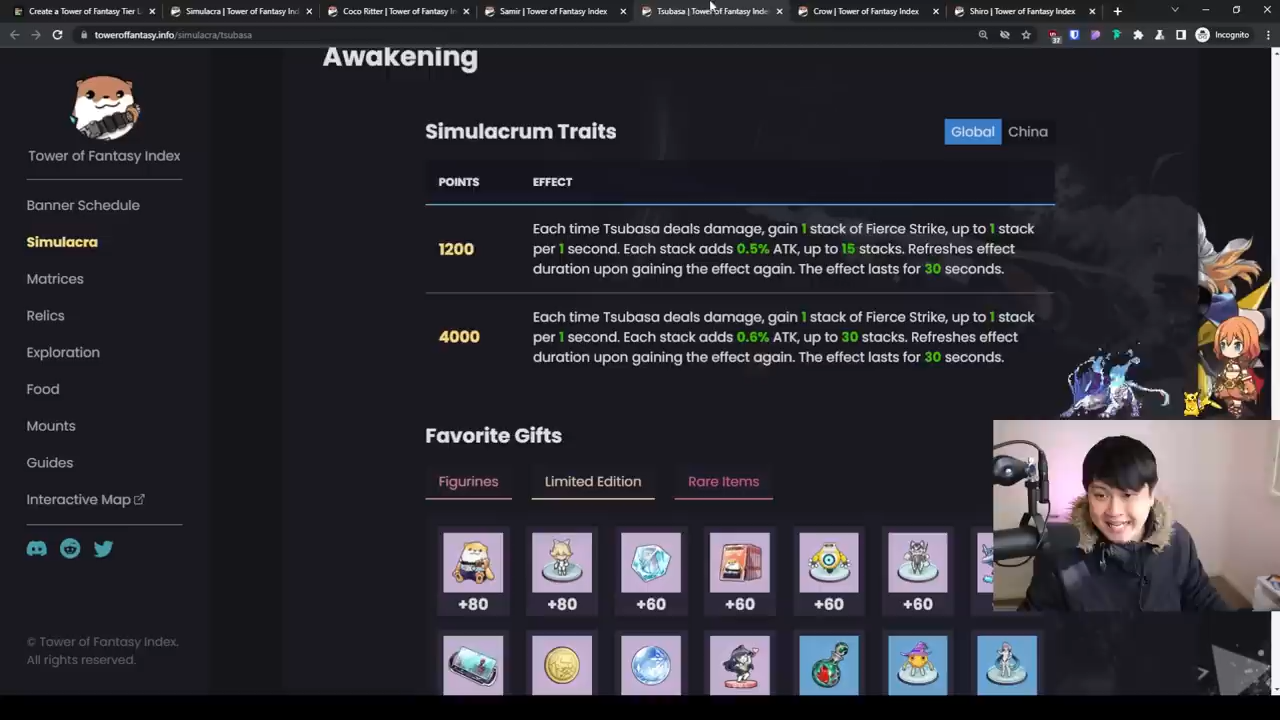 Create a Tower of Fantasy Tier L
Simulacra | Tower of Fantasy Ind
Coco Ritter | Tower of Fantasy In
Samir | Tower of Fantasy Index
Tsubasa | Tower of Fantasy Inde
Crow | Tower of Fantasy Index
Shiro | Tower of Fantasy Index
toweroffantasy.info/simulacra/tsubasa
37
Incognito
Tower of Fantasy Index
Banner Schedule
Simulacra
Matrices
Relics
Exploration
Food
Mounts
Guides
Interactive Map
© Tower of Fantasy Index.
All rights reserved.
Awakening
Simulacrum Traits
Global
China
POINTS
EFFECT
1200
Each time Tsubasa deals damage, gain 1 stack of Fierce Strike, up to 1 stack
per 1 second. Each stack adds 0.5% ATK, up to 15 stacks. Refreshes effect
duration upon gaining the effect again. The effect lasts for 30 seconds.
4000
Each time Tsubasa deals damage, gain 1 stack of Fierce Strike, up to 1 stack
per 1 second. Each stack adds 0.6% ATK, up to 30 stacks. Refreshes effect
duration upon gaining the effect again. The effect lasts for 30 seconds.
Favorite Gifts
Figurines
Limited Edition
Rare Items
+80
+80
+60
+60
+60
+60